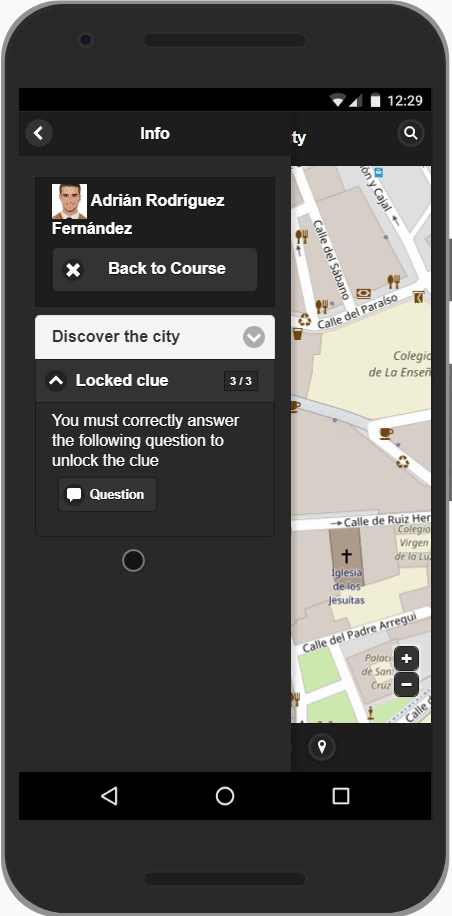 12:29
Info
ty
Adrián Rodríguez
Fernández
Back to Course
Discover the city
Locked clue
3 / 3
You must correctly answer
the following question to
unlock the clue
Question
ón y Cajal
Calle del Sábano
Calle del Paraíso
Colegio
de La Enseñ
Calle de Ruiz Her
Colegio
Virgen
de la Luz
Iglesia
de los
Jesuítas
Calle del Padre Arregui
Palacio
de San
Cruz
Calle d
+
−